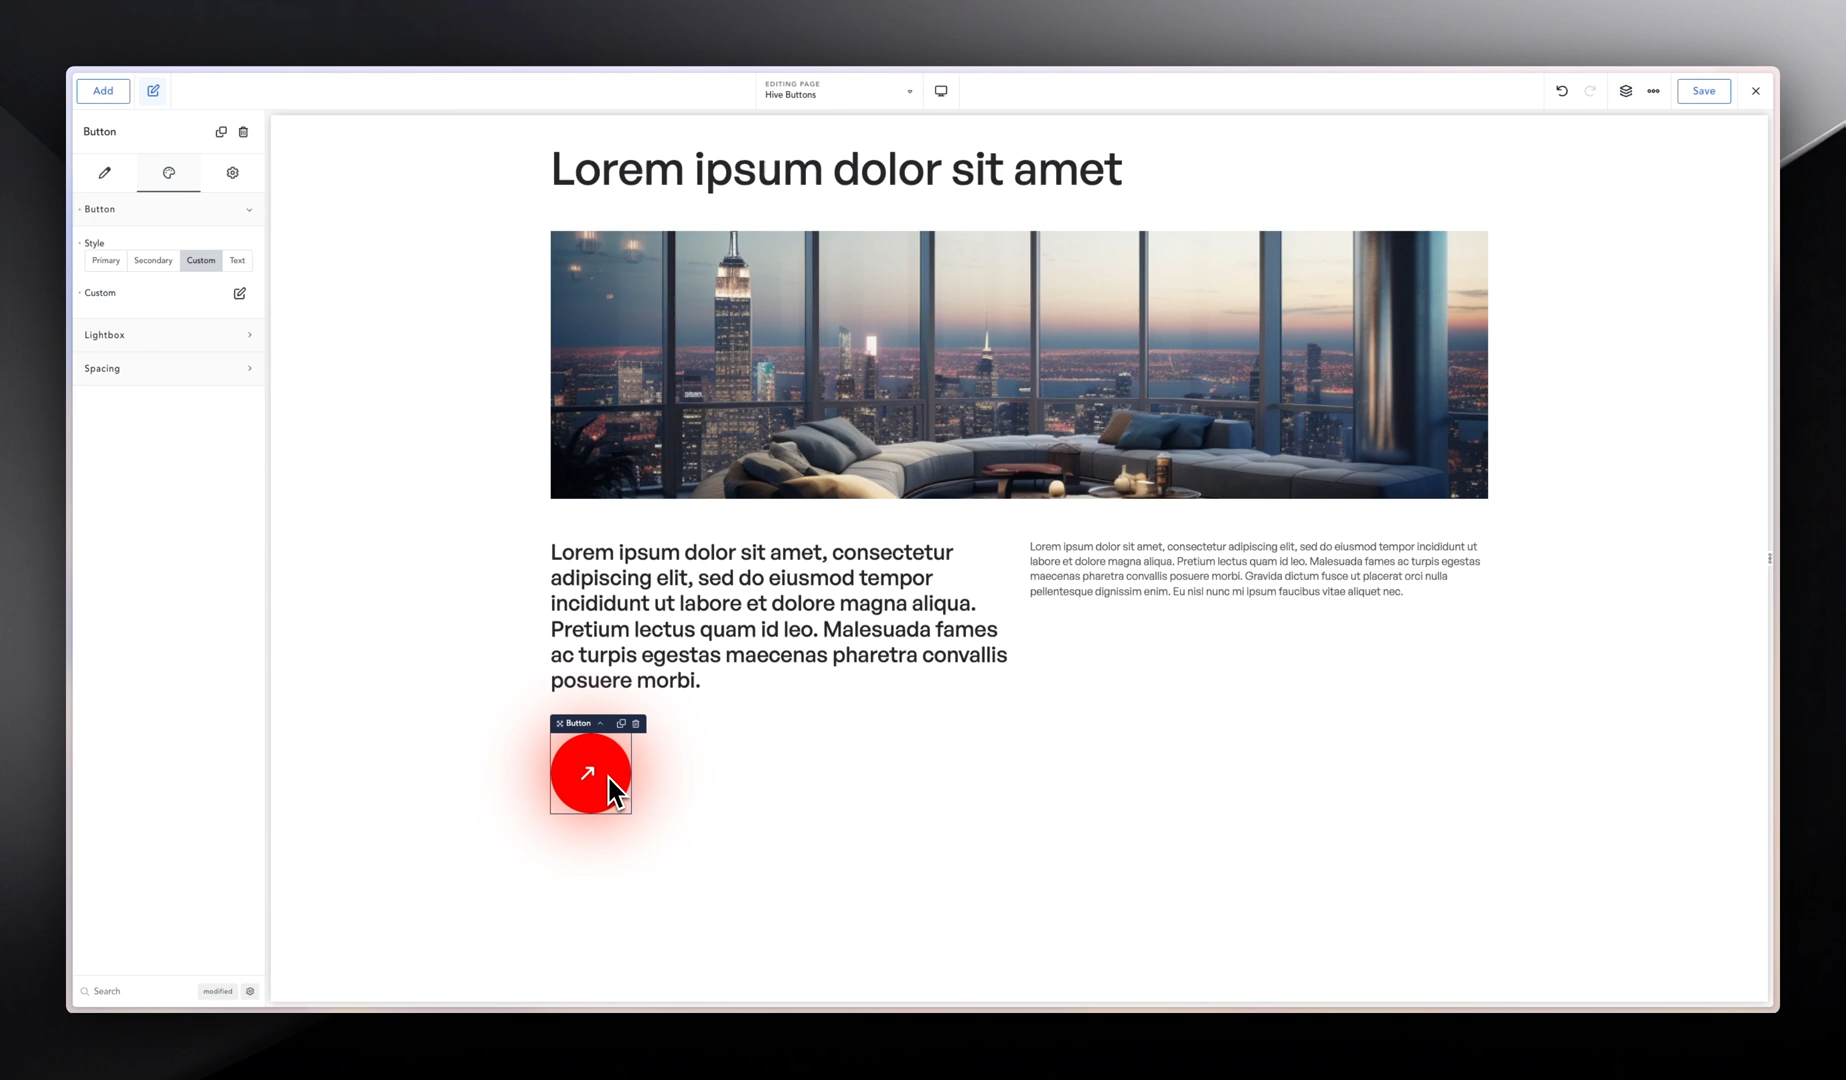 Add
EDITING PAGE
Hive Buttons
Save
Button
Button
Style
Primary
Secondary
Custom
Text
Custom
Lightbox
Spacing
Search
modified
Lorem ipsum dolor sit amet
Lorem ipsum dolor sit amet, consectetur
adipiscing elit, sed do eiusmod tempor
incididunt ut labore et dolore magna aliqua.
Pretium lectus quam id leo. Malesuada fames
ac turpis egestas maecenas pharetra convallis
posuere morbi.
Lorem ipsum dolor sit amet, consectetur adipiscing elit, sed do eiusmod tempor incididunt ut
labore et dolore magna aliqua. Pretium lectus quam id leo. Malesuada fames ac turpis egestas
maecenas pharetra convallis posuere morbi. Gravida dictum fusce ut placerat orci nulla
pellentesque dignissim enim. Eu nisl nunc mi ipsum faucibus vitae aliquet nec.
Button